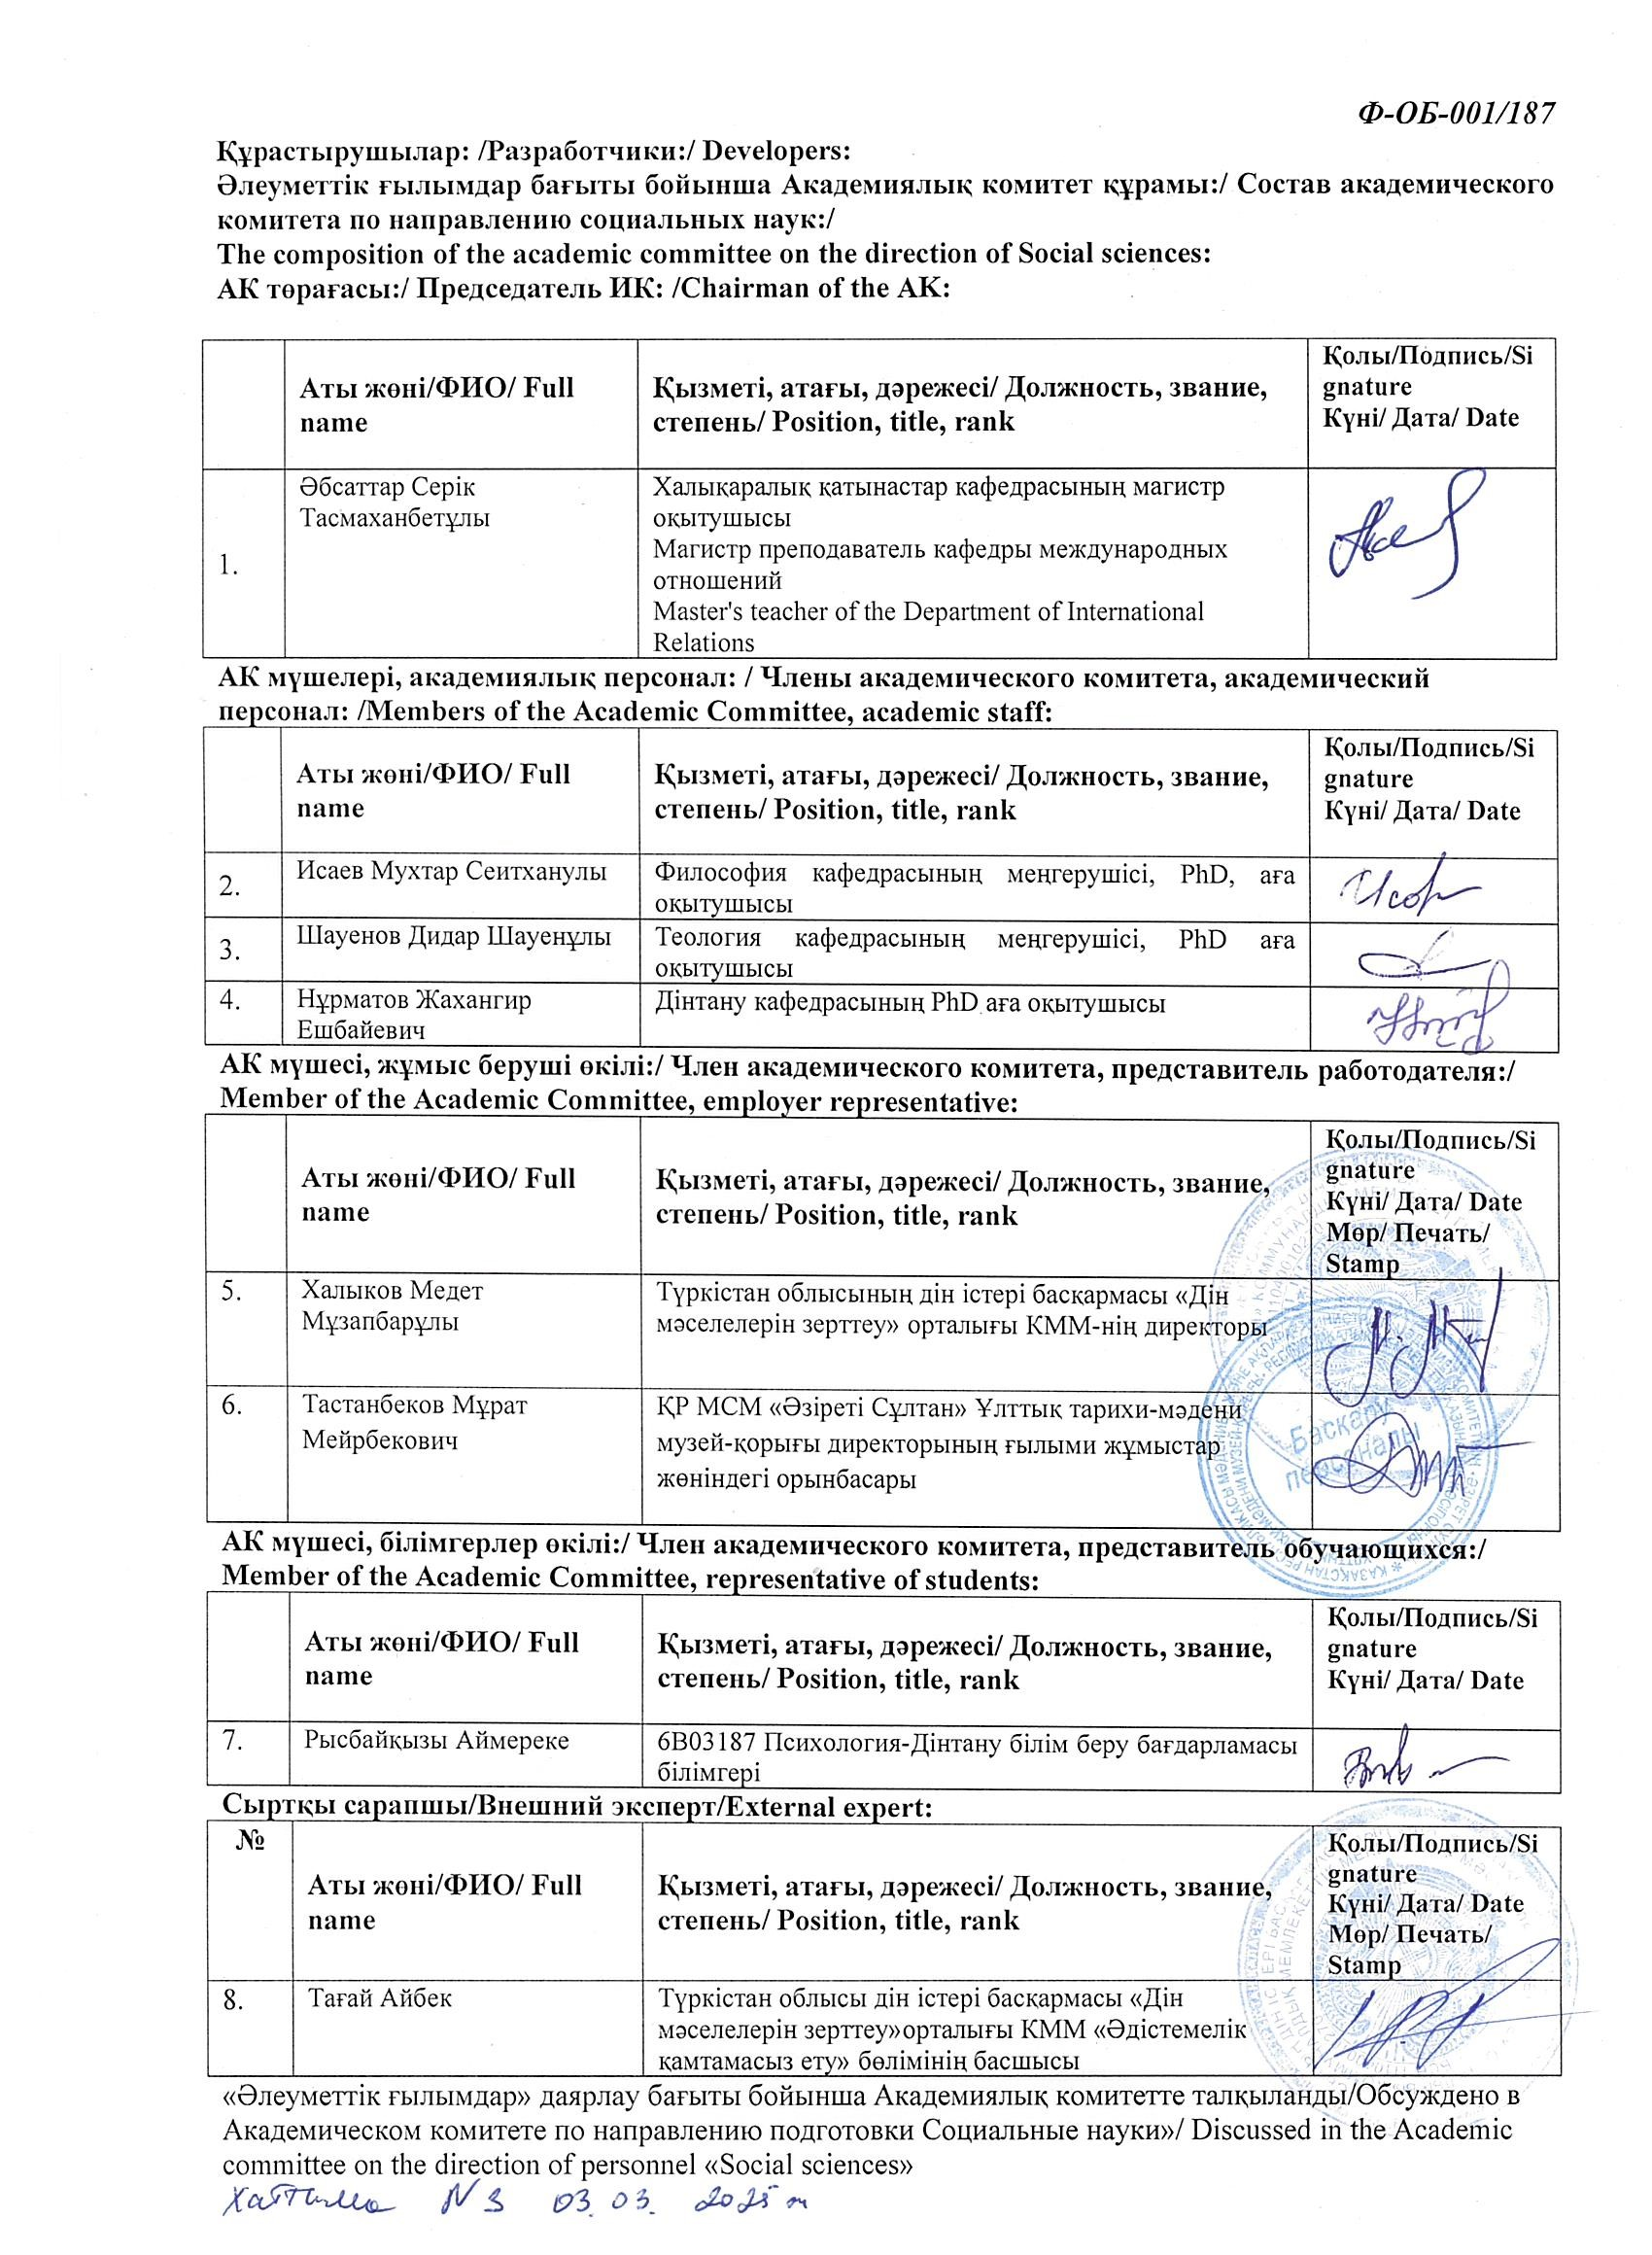 Ф-ОБ-001/187
Құрастырушылар: /Разработчики:/ Developers:
Әлеуметтік ғылымдар бағыты бойынша Академиялық комитет құрамы:/ Состав академического
комитета по направлению социальных наук:/
The composition of the academic committee on the direction of Social sciences:
АК төрағасы:/ Председатель ИК: /Chairman of the AK:
Аты жөні/ФИО/ Full
name
Қызметі, атағы, дәрежесі/ Должность, звание,
степень/ Position, title, rank
Қолы/Подпись/Si
gnature
Күні/ Дата/ Date
1.
Әбсаттар Серік
Тасмаханбетұлы
Халықаралық қатынастар кафедрасының магистр
оқытушысы
Магистр преподаватель кафедры международных
отношений
Master's teacher of the Department of International
Relations
АК мүшелері, академиялық персонал: / Члены академического комитета, академический
персонал: /Members of the Academic Committee, academic staff:
Аты жөні/ФИО/ Full
name
Қызметі, атағы, дәрежесі/ Должность, звание,
степень/ Position, title, rank
Қолы/Подпись/Si
gnature
Күні/ Дата/ Date
2.
Исаев Мухтар Сеитханулы
Философия кафедрасының меңгерушісі, PhD, аға
оқытушысы
3.
Шауенов Дидар Шауенұлы
Теология кафедрасының меңгерушісі, PhD аға
оқытушысы
4.
Нұрматов Жахангир
Ешбайевич
Дінтану кафедрасының PhD аға оқытушысы
АК мүшесі, жұмыс беруші өкілі:/ Член академического комитета, представитель работодателя:/
Member of the Academic Committee, employer representative:
Аты жөні/ФИО/ Full
name
Қызметі, атағы, дәрежесі/ Должность, звание,
степень/ Position, title, rank
Қолы/Подпись/Si
gnature
Күні/ Дата/ Date
Мөр/ Печать/
Stamp
5.
Халыков Медет
Мұзапбарұлы
Түркістан облысының дін істері басқармасы «Дін
мәселелерін зерттеу» орталығы КММ-нің директоры
6.
Тастанбеков Мұрат
Мейрбекович
ҚР МСМ «Әзіреті Сұлтан» Ұлттық тарихи-мәдени
музей-қорығы директорының ғылыми жұмыстар
жөніндегі орынбасары
Басқару
персоналы
АК мүшесі, білімгерлер өкілі:/ Член академического комитета, представитель обучающихся:/
Member of the Academic Committee, representative of students:
Аты жөні/ФИО/ Full
name
Қызметі, атағы, дәрежесі/ Должность, звание,
степень/ Position, title, rank
Қолы/Подпись/Si
gnature
Күні/ Дата/ Date
7.
Рысбайқызы Аймереке
6В03187 Психология-Дінтану білім беру бағдарламасы
білімгері
Сыртқы сарапшы/Внешний эксперт/External expert:
№
Аты жөні/ФИО/ Full
name
Қызметі, атағы, дәрежесі/ Должность, звание,
степень/ Position, title, rank
Қолы/Подпись/Si
gnature
Күні/ Дата/ Date
Мөр/ Печать/
Stamp
8.
Тағай Айбек
Түркістан облысы дін істері басқармасы «Дін
мәселелерін зерттеу»орталығы КММ «Әдістемелік
қамтамасыз ету» бөлімінің басшысы
«Әлеуметтік ғылымдар» даярлау бағыты бойынша Академиялық комитетте талқыланды/Обсуждено в
Академическом комитете по направлению подготовки Социальные науки»/ Discussed in the Academic
committee on the direction of personnel «Social sciences»
Хаттама N 3 03.03. 2025 ж